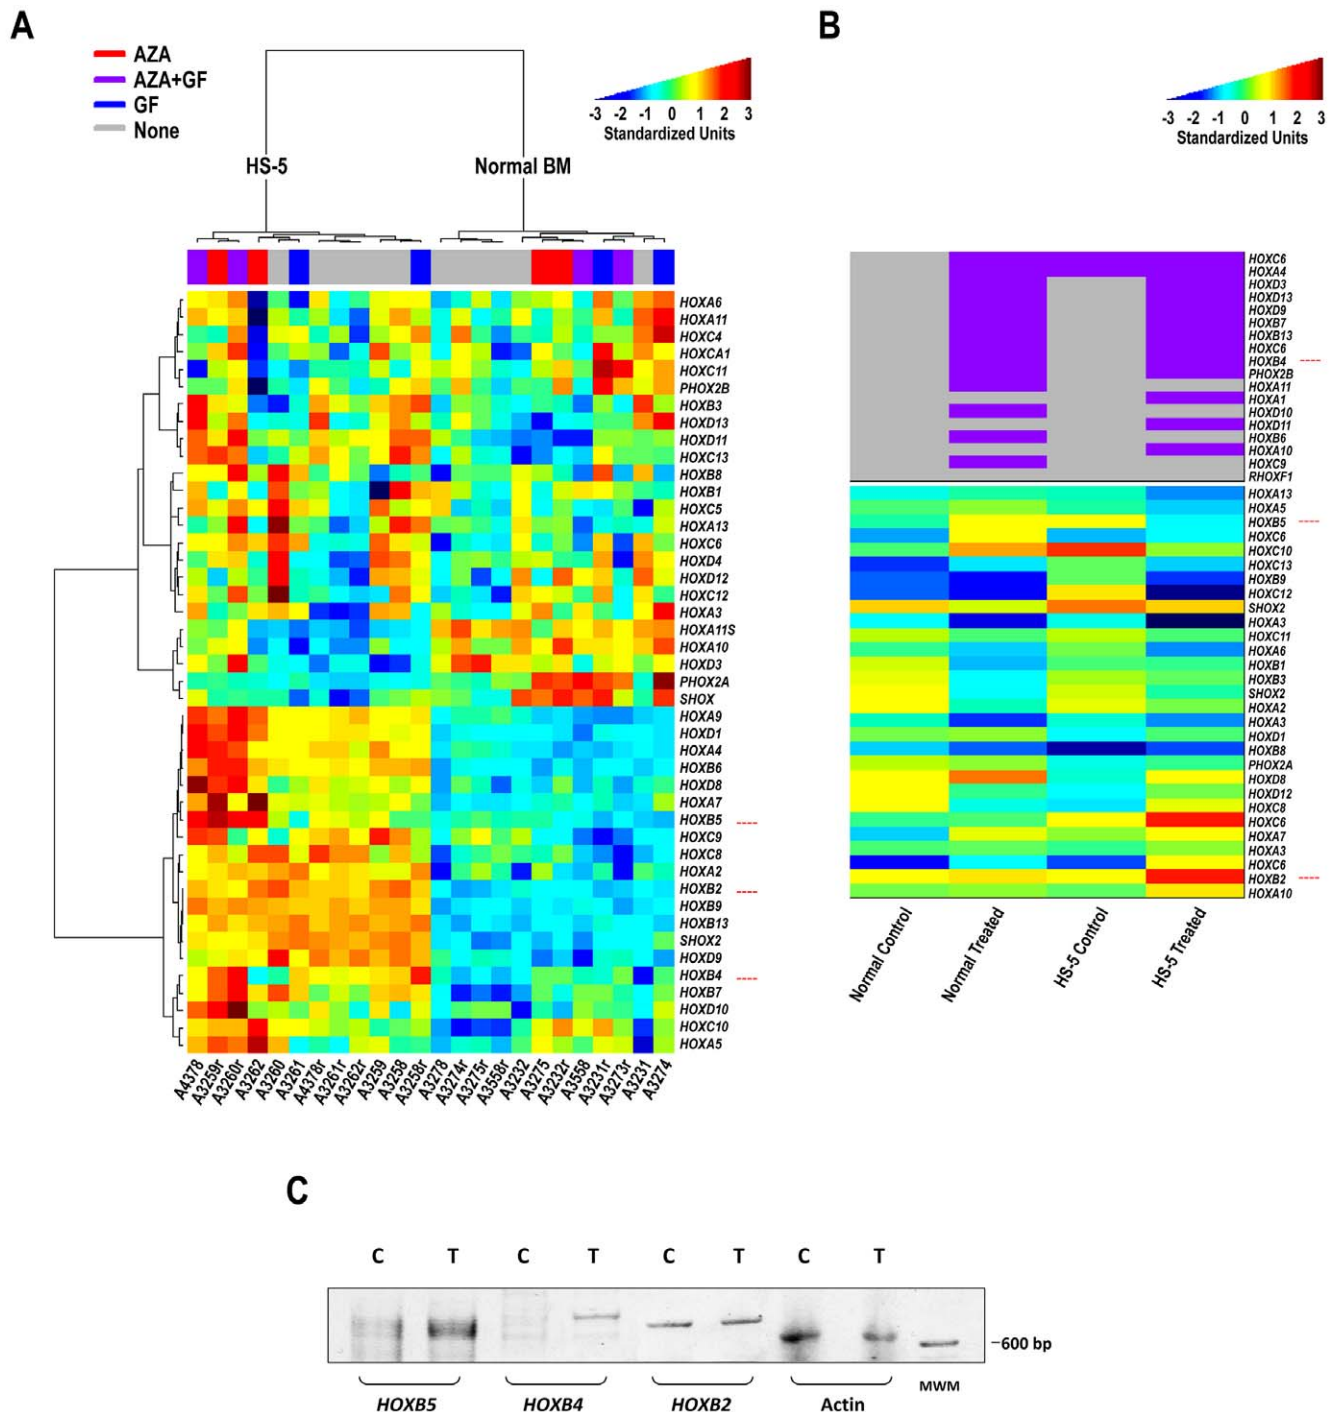 A
AZA
AZA+GF
GF
None
-3 -2 -1 0 1 2 3
Standardized Units
HS-5
Normal BM
HOXA6
HOXA11
HOXC4
HOXCA1
HOXC11
PHOX2B
HOXB3
HOXD13
HOXD11
HOXC13
HOXB8
HOXB1
HOXC5
HOXA13
HOXC6
HOXD4
HOXD12
HOXC12
HOXA3
HOXA11S
HOXA10
HOXD3
PHOX2A
SHOX
HOXA9
HOXD1
HOXA4
HOXB6
HOXD8
HOXA7
HOXB5
HOXC9
HOXC8
HOXA2
HOXB2
HOXB9
HOXB13
SHOX2
HOXD9
HOXB4
HOXB7
HOXD10
HOXC10
HOXA5
A4378 A3259r A3260r A3262 A3260 A3261 A4378r A3261r A3262r A3259 A3258 A3258r A3278 A3274r A3275r A3558r A3232 A3275 A3232r A3558 A3231r A3273r A3231 A3274
B
-3 -2 -1 0 1 2 3
Standardized Units
HOXC6
HOXA4
HOXD3
HOXD13
HOXD9
HOXB7
HOXB13
HOXC6
HOXB4
PHOX2B
HOXA11
HOXA1
HOXD10
HOXD11
HOXB6
HOXA10
HOXC9
RHOXF1
HOXA13
HOXA5
HOXB5
HOXC6
HOXC10
HOXC13
HOXB9
HOXC12
SHOX2
HOXA3
HOXC11
HOXA6
HOXB1
HOXB3
SHOX2
HOXA2
HOXA3
HOXD1
HOXB8
PHOX2A
HOXD8
HOXD12
HOXC8
HOXC6
HOXA7
HOXA3
HOXC6
HOXB2
HOXA10
Normal Control Normal Treated HS-5 Control HS-5 Treated
C
C T C T C T C T
-600 bp
HOXB5 HOXB4 HOXB2 Actin MWM